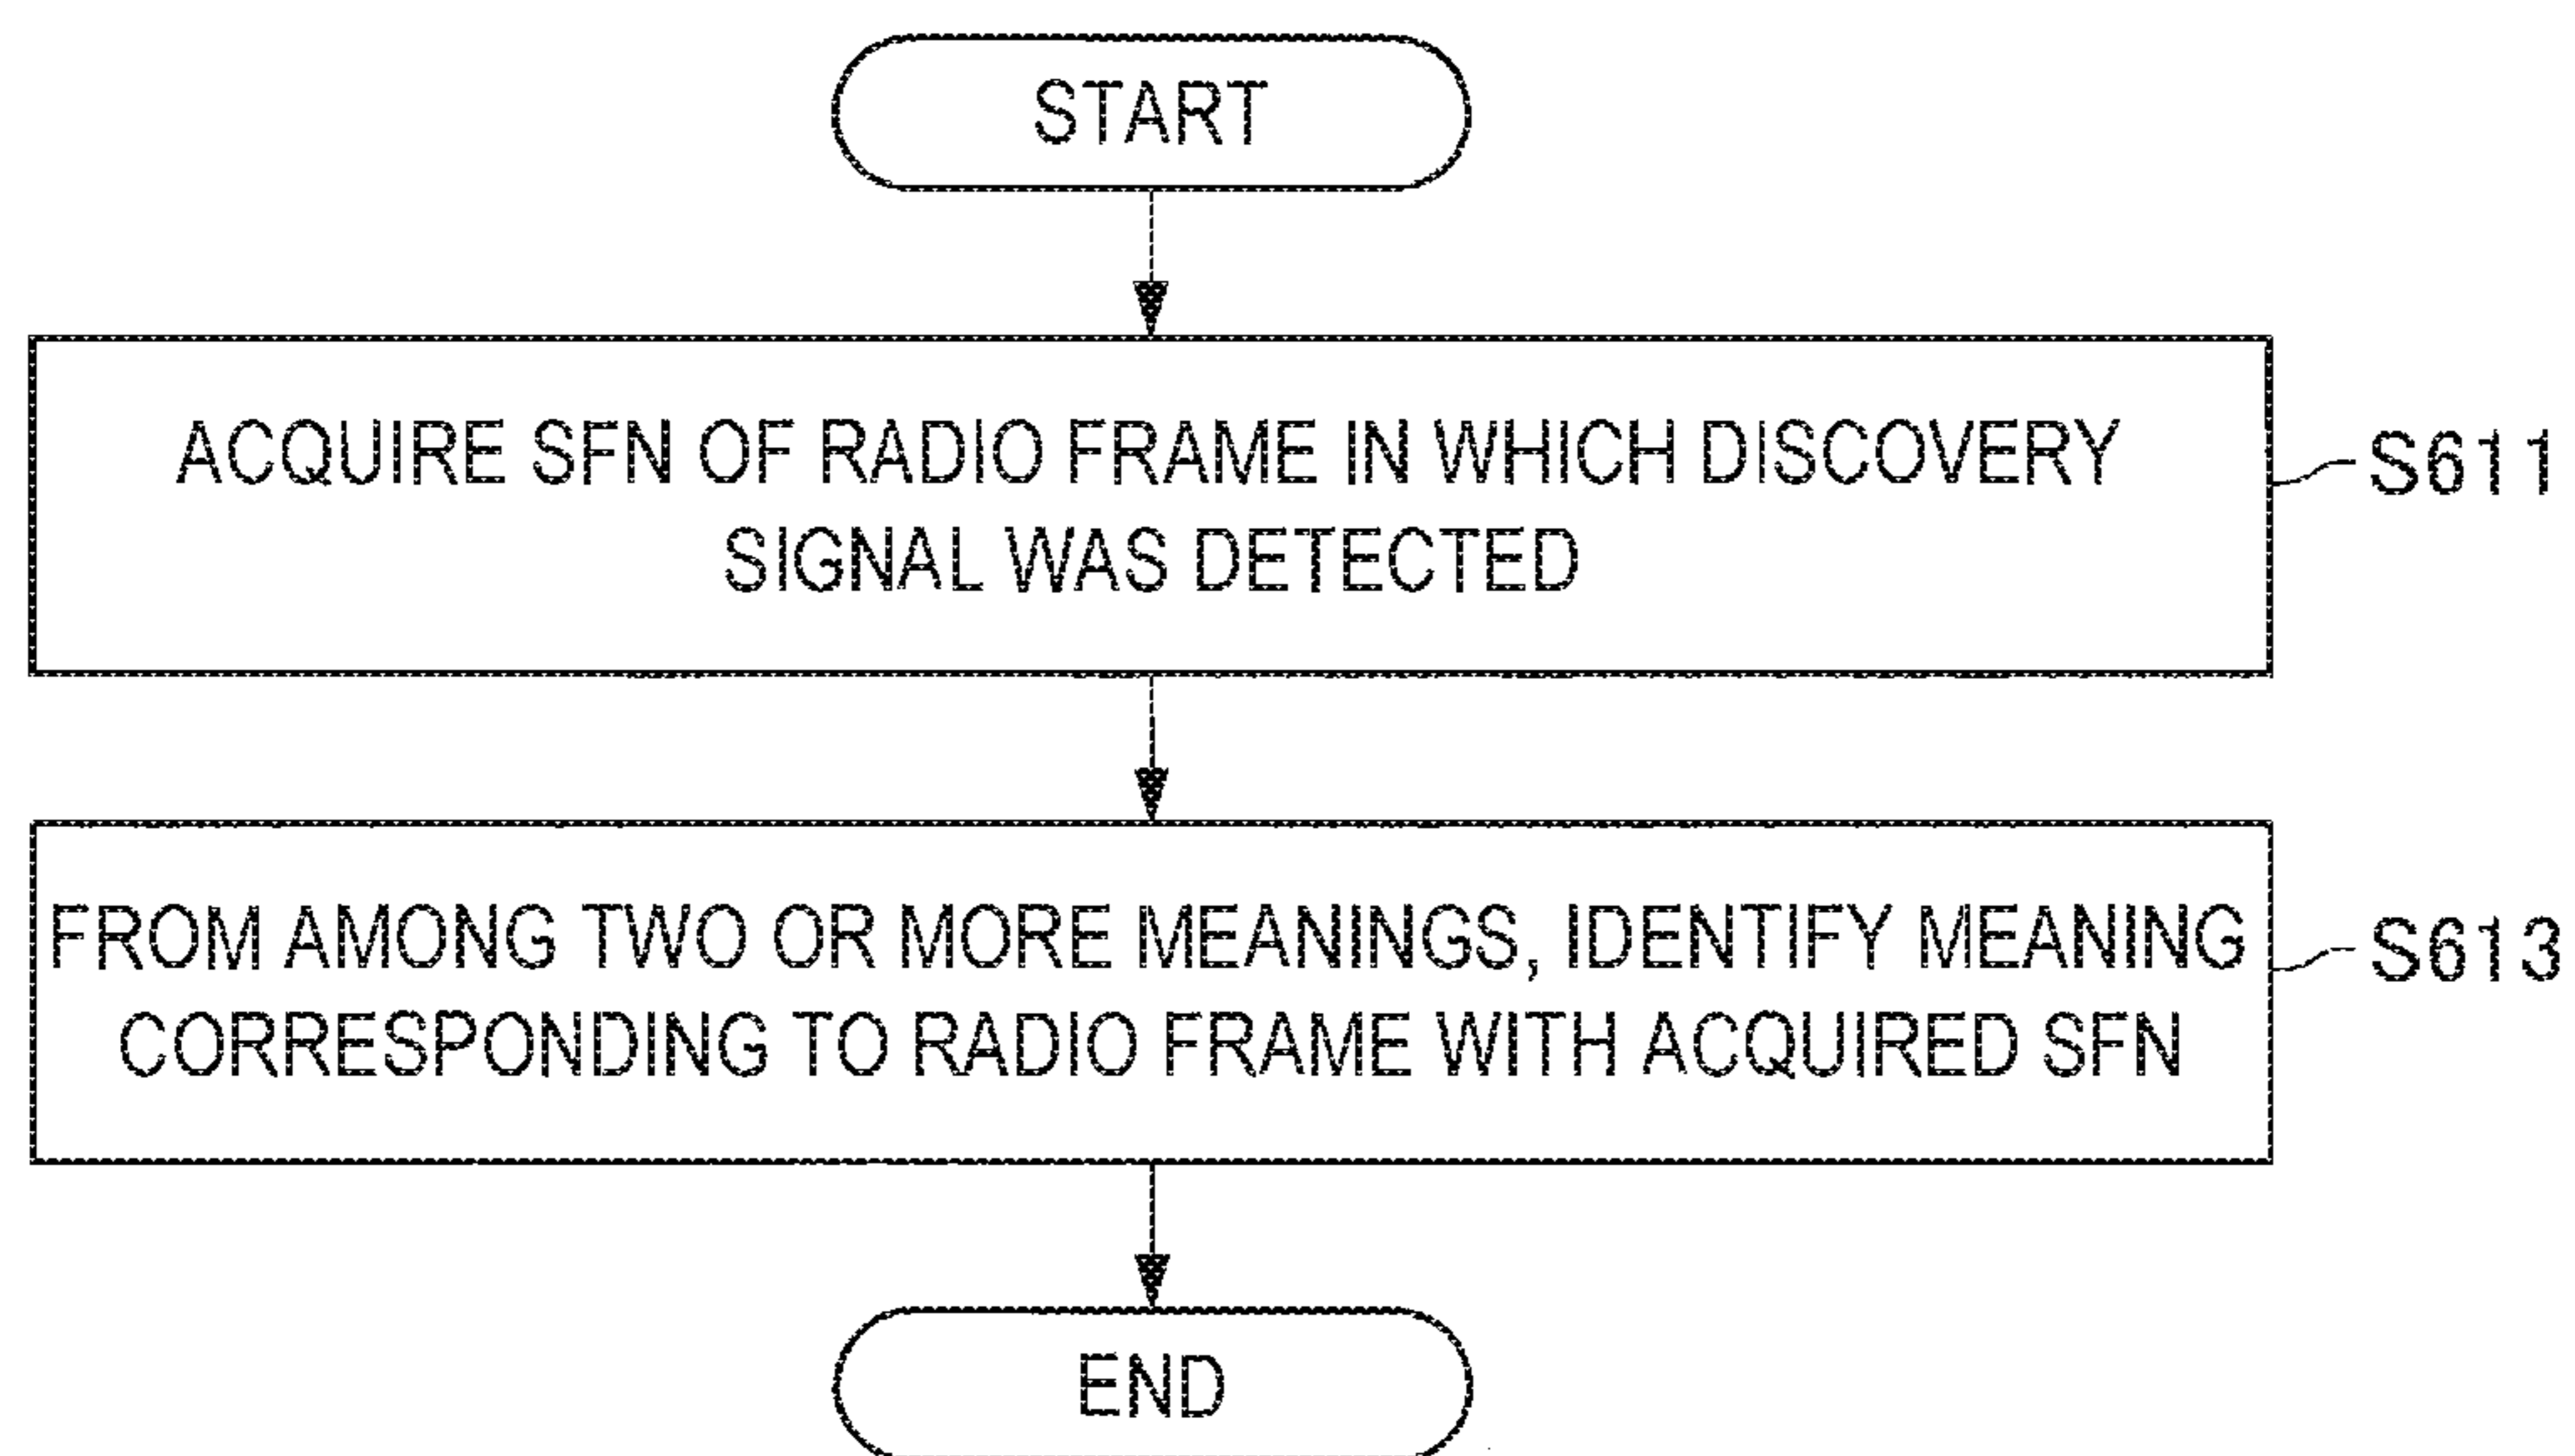 START
ACQUIRE SFN OF RADIO FRAME IN WHICH DISCOVERY
SIGNAL WAS DETECTED
S611
FROM AMONG TWO OR MORE MEANINGS, IDENTIFY MEANING
CORRESPONDING TO RADIO FRAME WITH ACQUIRED SFN
S613
END